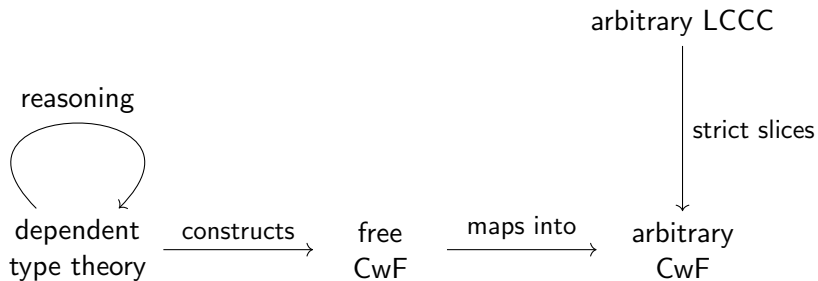 arbitrary LCCC
reasoning
strict slices
dependent
type theory
constructs
free
CwF
maps into
arbitrary
CwF